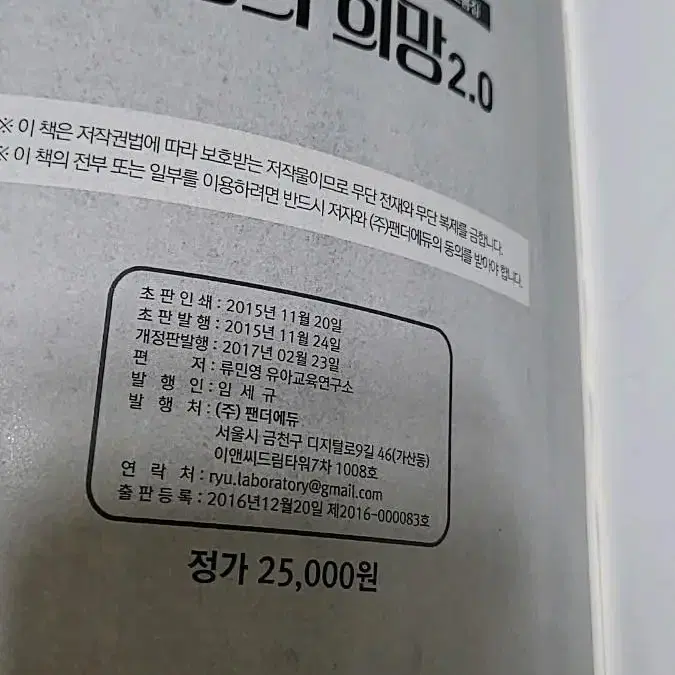 의 희망2.0
※ 이 책은 저작권법에 따라 보호받는 저작물이므로 무단 전재와 무단 복제를 금합니다.
※ 이 책의 전부 또는 일부를 이용하려면 반드시 저자와 (주)팬더에듀의 동의를 받아야 합니다.
초판인쇄 : 2015년 11월 20일
초판발행 : 2015년 11월 24일
개정판발행 : 2017년 02월 23일
편 저 : 류민영 유아교육연구소
발 행 인 : 임 세 규
발 행 처 : (주) 팬더에듀
서울시 금천구 디지털로9길 46(가산동)
이앤씨드림타워7차 1008호
연 락 처 : ryu.laboratory@gmail.com
출판등록 : 2016년12월20일 제2016-000083호
정가 25,000원